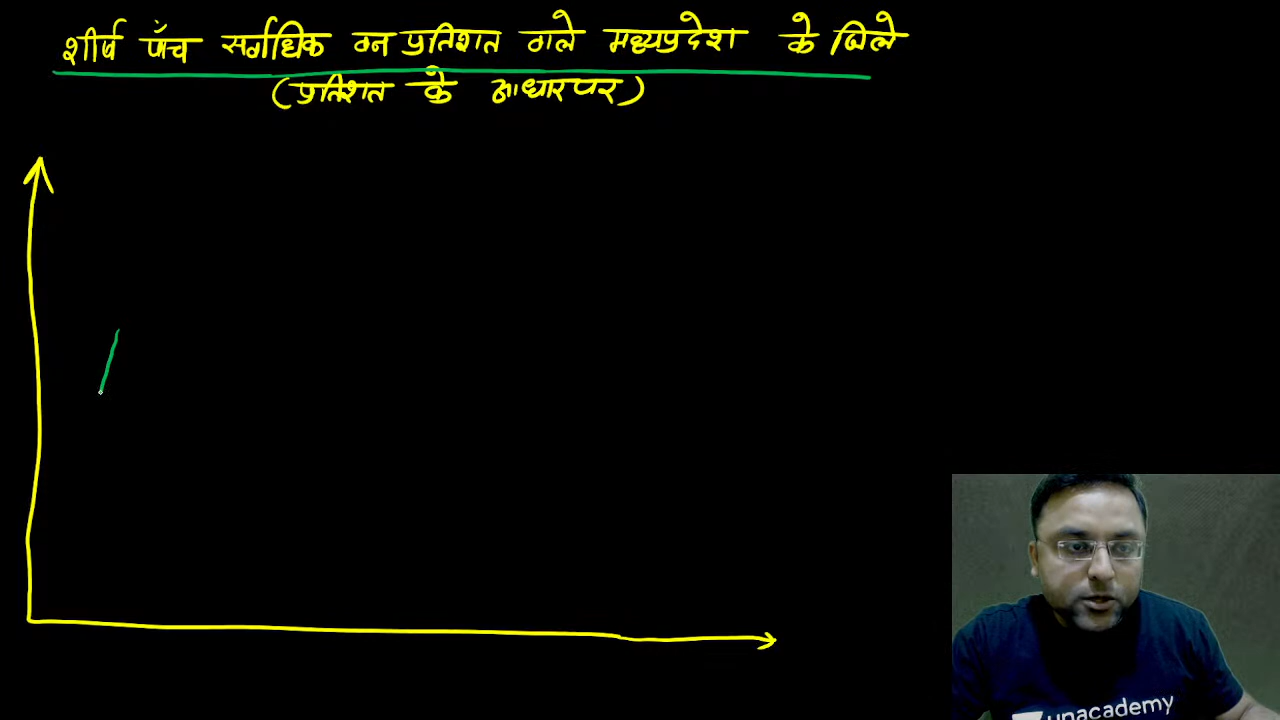 शीर्ष पाँच सर्वाधिक वन प्रतिशत वाले मध्यप्रदेश के जिले
(प्रतिशत के आधार पर)
unacademy